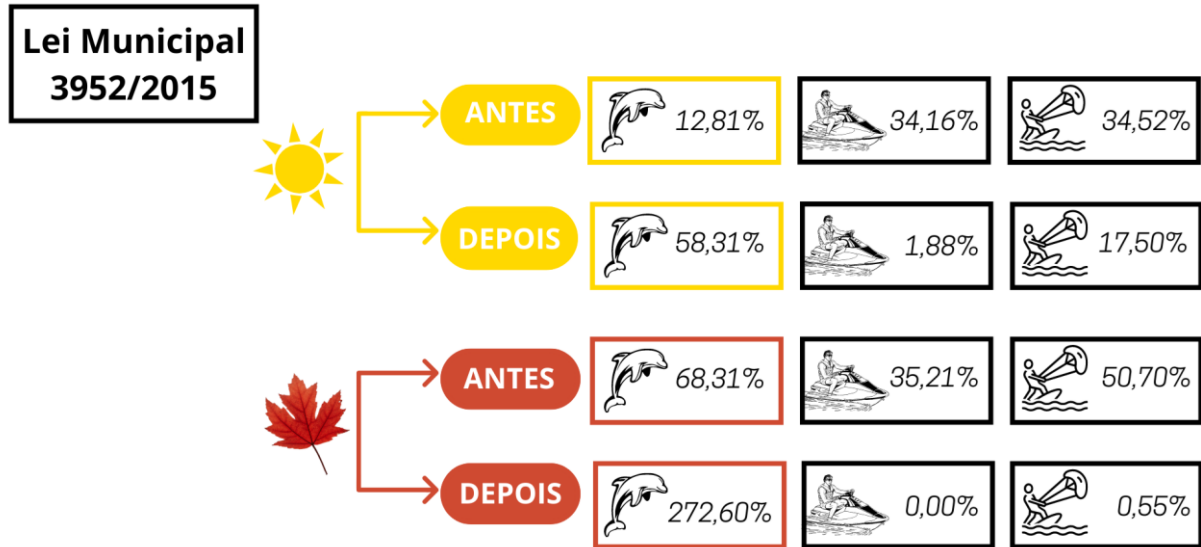 Lei Municipal
3952/2015
ANTES
12,81%
34,16%
34,52%
DEPOIS
58,31%
1,88%
17,50%
ANTES
68,31%
35,21%
50,70%
DEPOIS
272,60%
0,00%
0,55%